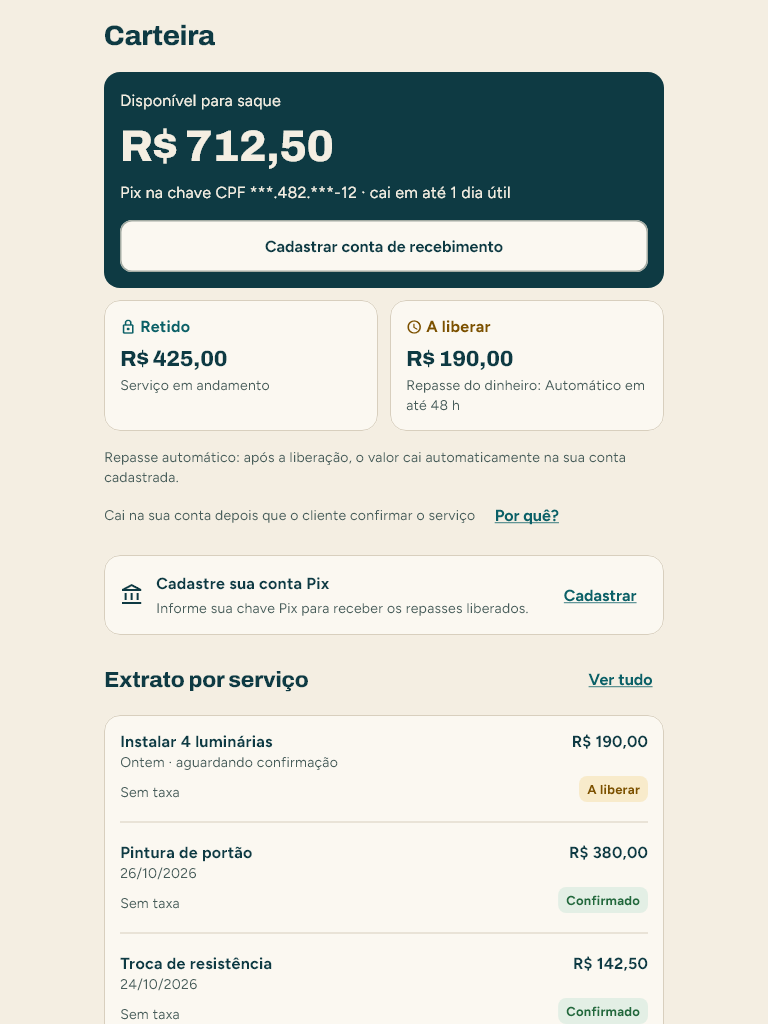 Carteira
Disponível para saque
R$ 712,50
Pix na chave CPF ***.482.***-12 · cai em até 1 dia útil
Cadastrar conta de recebimento
Retido
R$ 425,00
Serviço em andamento
A liberar
R$ 190,00
Repasse do dinheiro: Automático em
até 48 h
Repasse automático: após a liberação, o valor cai automaticamente na sua conta
cadastrada.
Cai na sua conta depois que o cliente confirmar o serviço Por quê?
Cadastre sua conta Pix
Informe sua chave Pix para receber os repasses liberados.
Cadastrar
Extrato por serviço Ver tudo
Instalar 4 luminárias R$ 190,00
Ontem · aguardando confirmação
Sem taxa A liberar
Pintura de portão R$ 380,00
26/10/2026
Sem taxa Confirmado
Troca de resistência R$ 142,50
24/10/2026
Sem taxa Confirmado